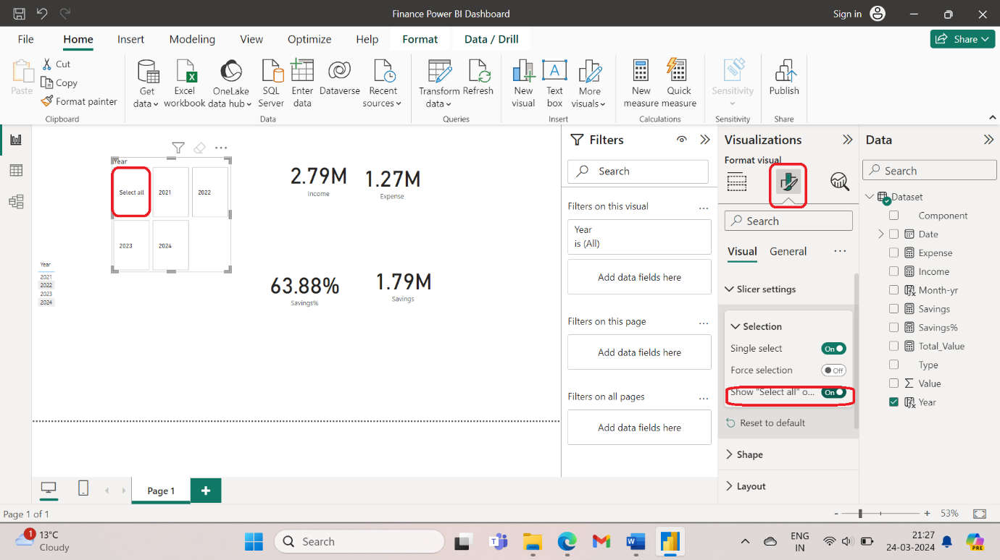 Finance Power BI Dashboard
Sign in
File Home Insert Modeling View Optimize Help Format Data / Drill
Share
Paste
Cut
Copy
Format painter
Clipboard
Get data
Excel workbook
OneLake data hub
SQL Server
Enter data
Dataverse
Recent sources
Data
Transform data
Refresh
Queries
New visual
Text box
More visuals
Insert
New measure
Quick measure
Calculations
Sensitivity
Sensitivity
Publish
Share
Year
Select all 2021 2022
2023 2024
Year
2021
2022
2023
2024
2.79M
Income
1.27M
Expense
63.88%
Savings%
1.79M
Savings
Filters
Search
Filters on this visual ...
Year
is (All)
Add data fields here
Filters on this page ...
Add data fields here
Filters on all pages ...
Add data fields here
Visualizations
Format visual
Search
Visual General ...
Slicer settings
Selection
Single select On
Force selection Off
Show "Select all" o... On
Reset to default
Shape
Layout
Data
Search
Dataset
Component
Date
Expense
Income
Month-yr
Savings
Savings%
Total_Value
Type
Value
Year
Page 1
Page 1 of 1
- + 53%
1
13°C
Cloudy
Search
ENG
IN
21:27
24-03-2024
PRE